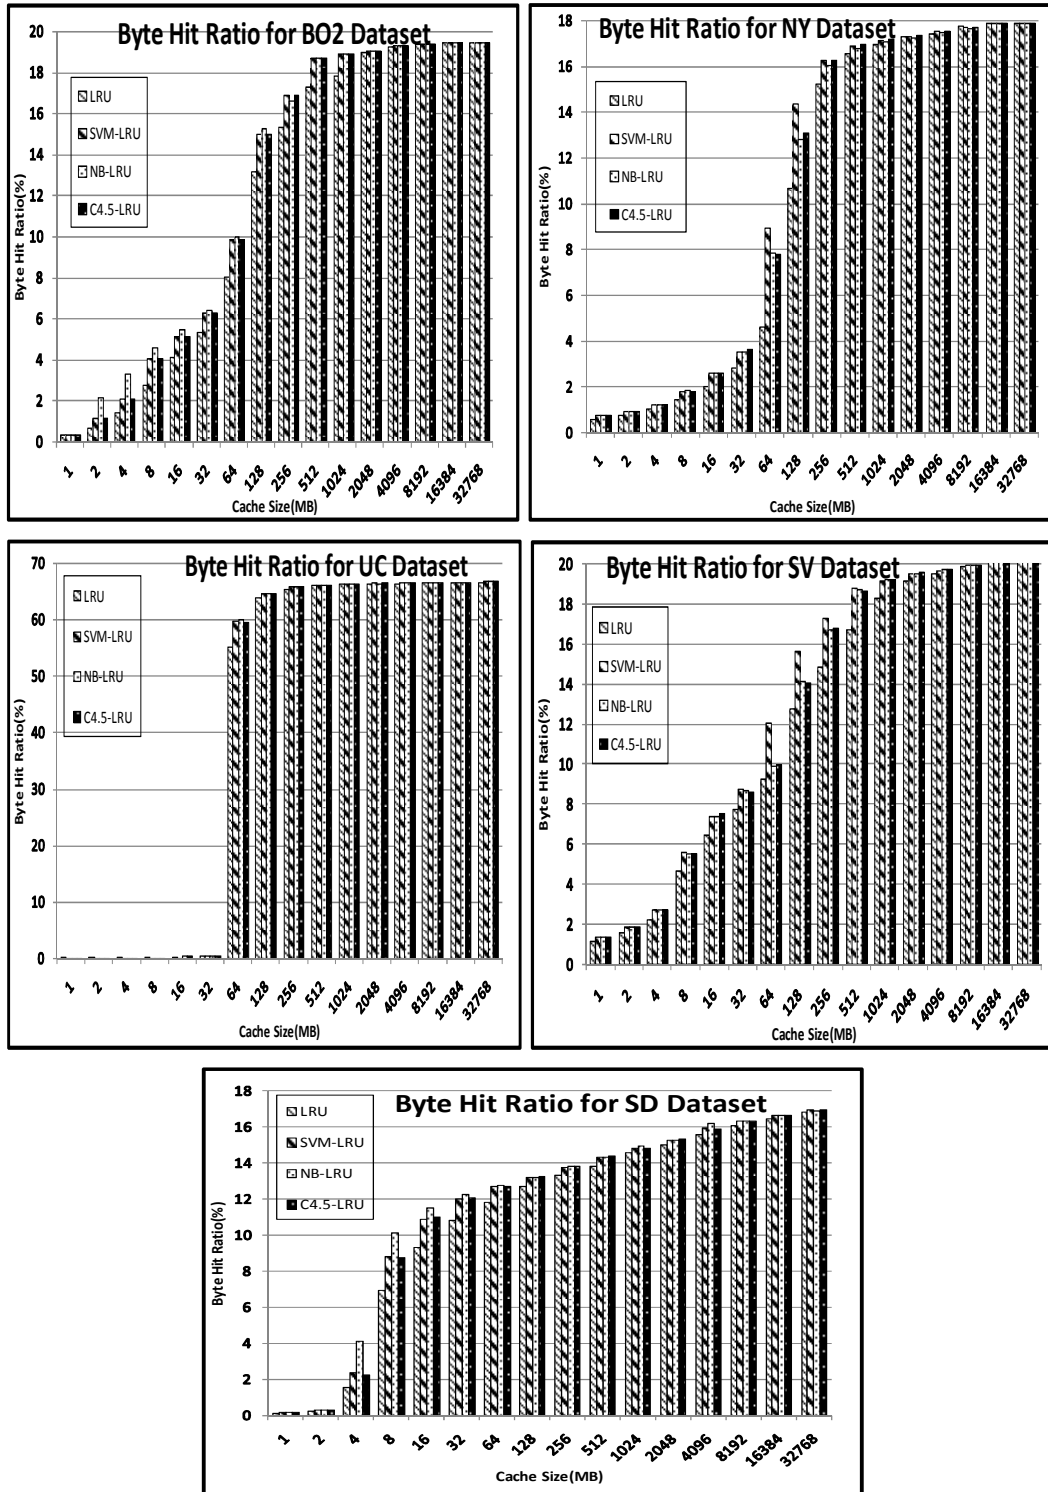 Byte Hit Ratio for BO2 Dataset
Byte Hit Ratio(%)
20
18
16
14
12
10
8
6
4
2
0
LRU
SVM-LRU
NB-LRU
C4.5-LRU
1 2 4 8 16 32 64 128 256 512 1024 2048 4096 8192 16384 32768
Cache Size(MB)
Byte Hit Ratio for NY Dataset
Byte Hit Ratio(%)
18
16
14
12
10
8
6
4
2
0
LRU
SVM-LRU
NB-LRU
C4.5-LRU
1 2 4 8 16 32 64 128 256 512 1024 2048 4096 8192 16384 32768
Cache Size(MB)
Byte Hit Ratio for UC Dataset
Byte Hit Ratio(%)
70
60
50
40
30
20
10
0
LRU
SVM-LRU
NB-LRU
C4.5-LRU
1 2 4 8 16 32 64 128 256 512 1024 2048 4096 8192 16384 32768
Cache Size(MB)
Byte Hit Ratio for SV Dataset
Byte Hit Ratio(%)
20
18
16
14
12
10
8
6
4
2
0
LRU
SVM-LRU
NB-LRU
C4.5-LRU
1 2 4 8 16 32 64 128 256 512 1024 2048 4096 8192 16384 32768
Cache Size(MB)
Byte Hit Ratio for SD Dataset
Byte Hit Ratio(%)
18
16
14
12
10
8
6
4
2
0
LRU
SVM-LRU
NB-LRU
C4.5-LRU
1 2 4 8 16 32 64 128 256 512 1024 2048 4096 8192 16384 32768
Cache Size(MB)